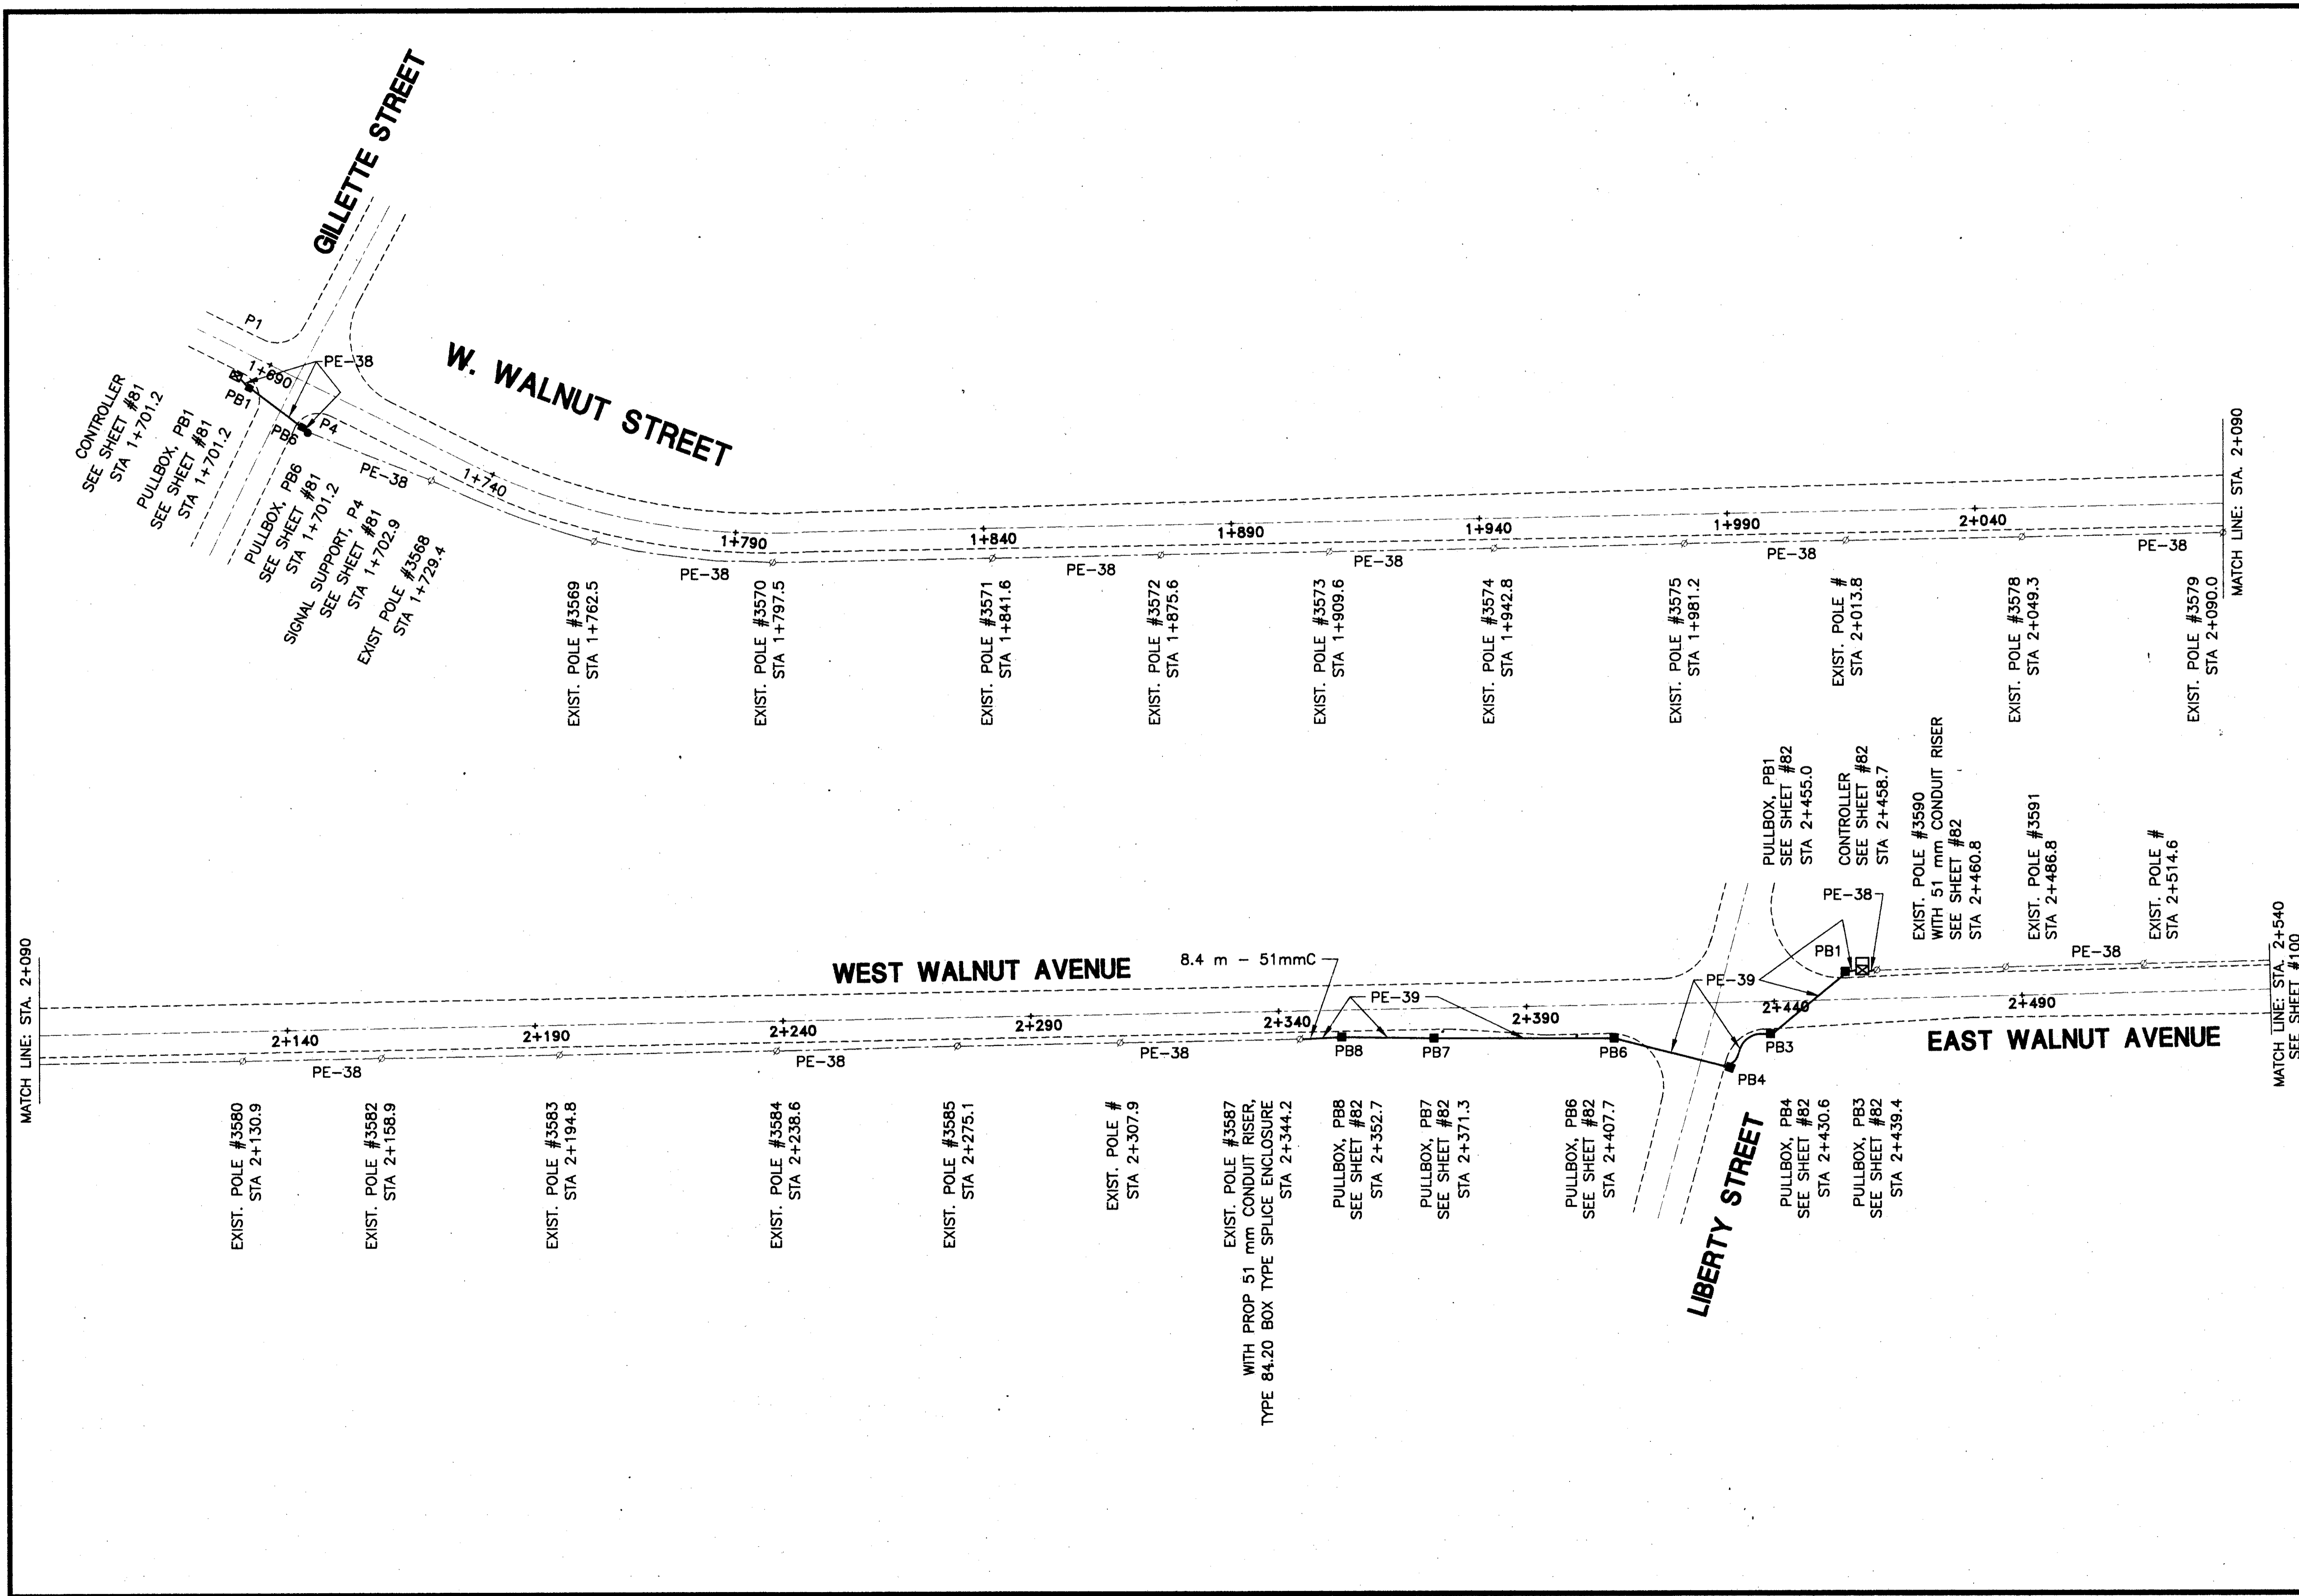 GILLETTE STREET
W. WALNUT STREET
P1
1+690
PE-38
PB1
PB6
P4
CONTROLLER
SEE SHEET #81
STA 1+701.2
PULLBOX, PB1
SEE SHEET #81
STA 1+701.2
PULLBOX, PB6
SEE SHEET #81
STA 1+701.2
SIGNAL SUPPORT, P4
SEE SHEET #81
STA 1+702.9
EXIST POLE #3568
STA 1+729.4
PE-38
1+740
1+790
1+840
1+890
1+940
1+990
2+040
PE-38
PE-38
PE-38
PE-38
PE-38
MATCH LINE: STA. 2+090
EXIST. POLE #3569
STA 1+762.5
EXIST. POLE #3570
STA 1+797.5
EXIST. POLE #3571
STA 1+841.6
EXIST. POLE #3572
STA 1+875.6
EXIST. POLE #3573
STA 1+909.6
EXIST. POLE #3574
STA 1+942.8
EXIST. POLE #3575
STA 1+981.2
EXIST. POLE #
STA 2+013.8
EXIST. POLE #3578
STA 2+049.3
EXIST. POLE #3579
STA 2+090.0
PULLBOX, PB1
SEE SHEET #82
STA 2+455.0
CONTROLLER
SEE SHEET #82
STA 2+458.7
EXIST. POLE #3590
WITH 51 mm CONDUIT RISER
SEE SHEET #82
STA 2+460.8
EXIST. POLE #3591
STA 2+486.8
EXIST. POLE #
STA 2+514.6
MATCH LINE: STA. 2+090
WEST WALNUT AVENUE
8.4 m - 51mmC
PE-39
PE-39
PE-38
PB1
PE-38
2+140
2+190
2+240
2+290
2+340
2+390
2+440
2+490
PE-38
PE-38
PE-38
PB8
PB7
PB6
PB4
PB3
EAST WALNUT AVENUE
MATCH LINE: STA. 2+540
SEE SHEET #100
LIBERTY STREET
EXIST. POLE #3580
STA 2+130.9
EXIST. POLE #3582
STA 2+158.9
EXIST. POLE #3583
STA 2+194.8
EXIST. POLE #3584
STA 2+238.6
EXIST. POLE #3585
STA 2+275.1
EXIST. POLE #
STA 2+307.9
EXIST. POLE #3587
WITH PROP 51 mm CONDUIT RISER,
TYPE 84.20 BOX TYPE SPLICE ENCLOSURE
STA 2+344.2
PULLBOX, PB8
SEE SHEET #82
STA 2+352.7
PULLBOX, PB7
SEE SHEET #82
STA 2+371.3
PULLBOX, PB6
SEE SHEET #82
STA 2+407.7
PULLBOX, PB4
SEE SHEET #82
STA 2+430.6
PULLBOX, PB3
SEE SHEET #82
STA 2+439.4